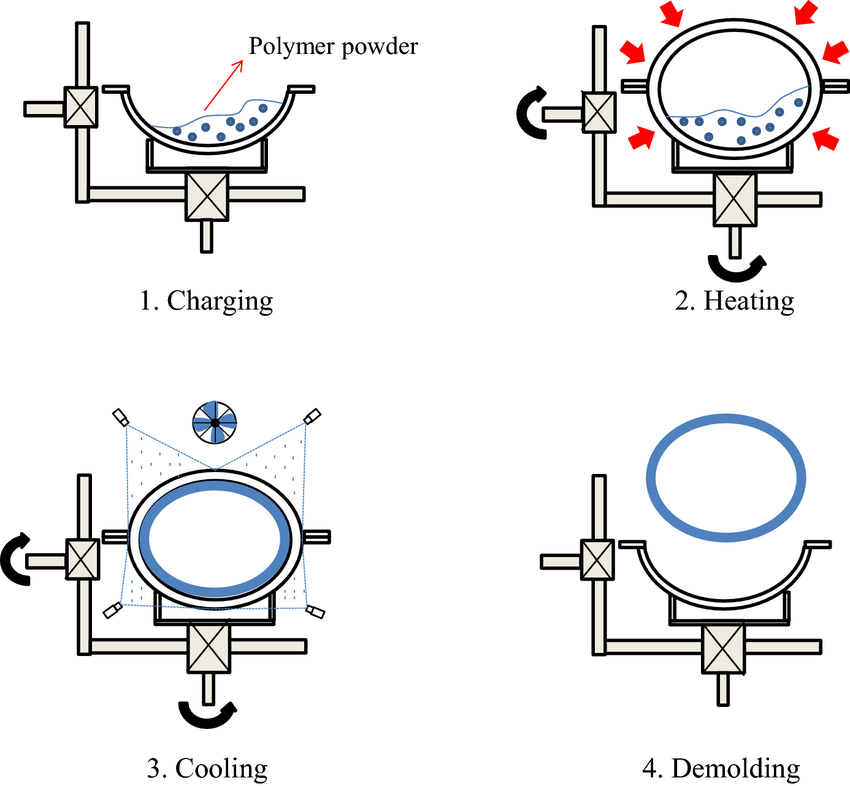 Polymer powder
1. Charging
2. Heating
3. Cooling
4. Demolding